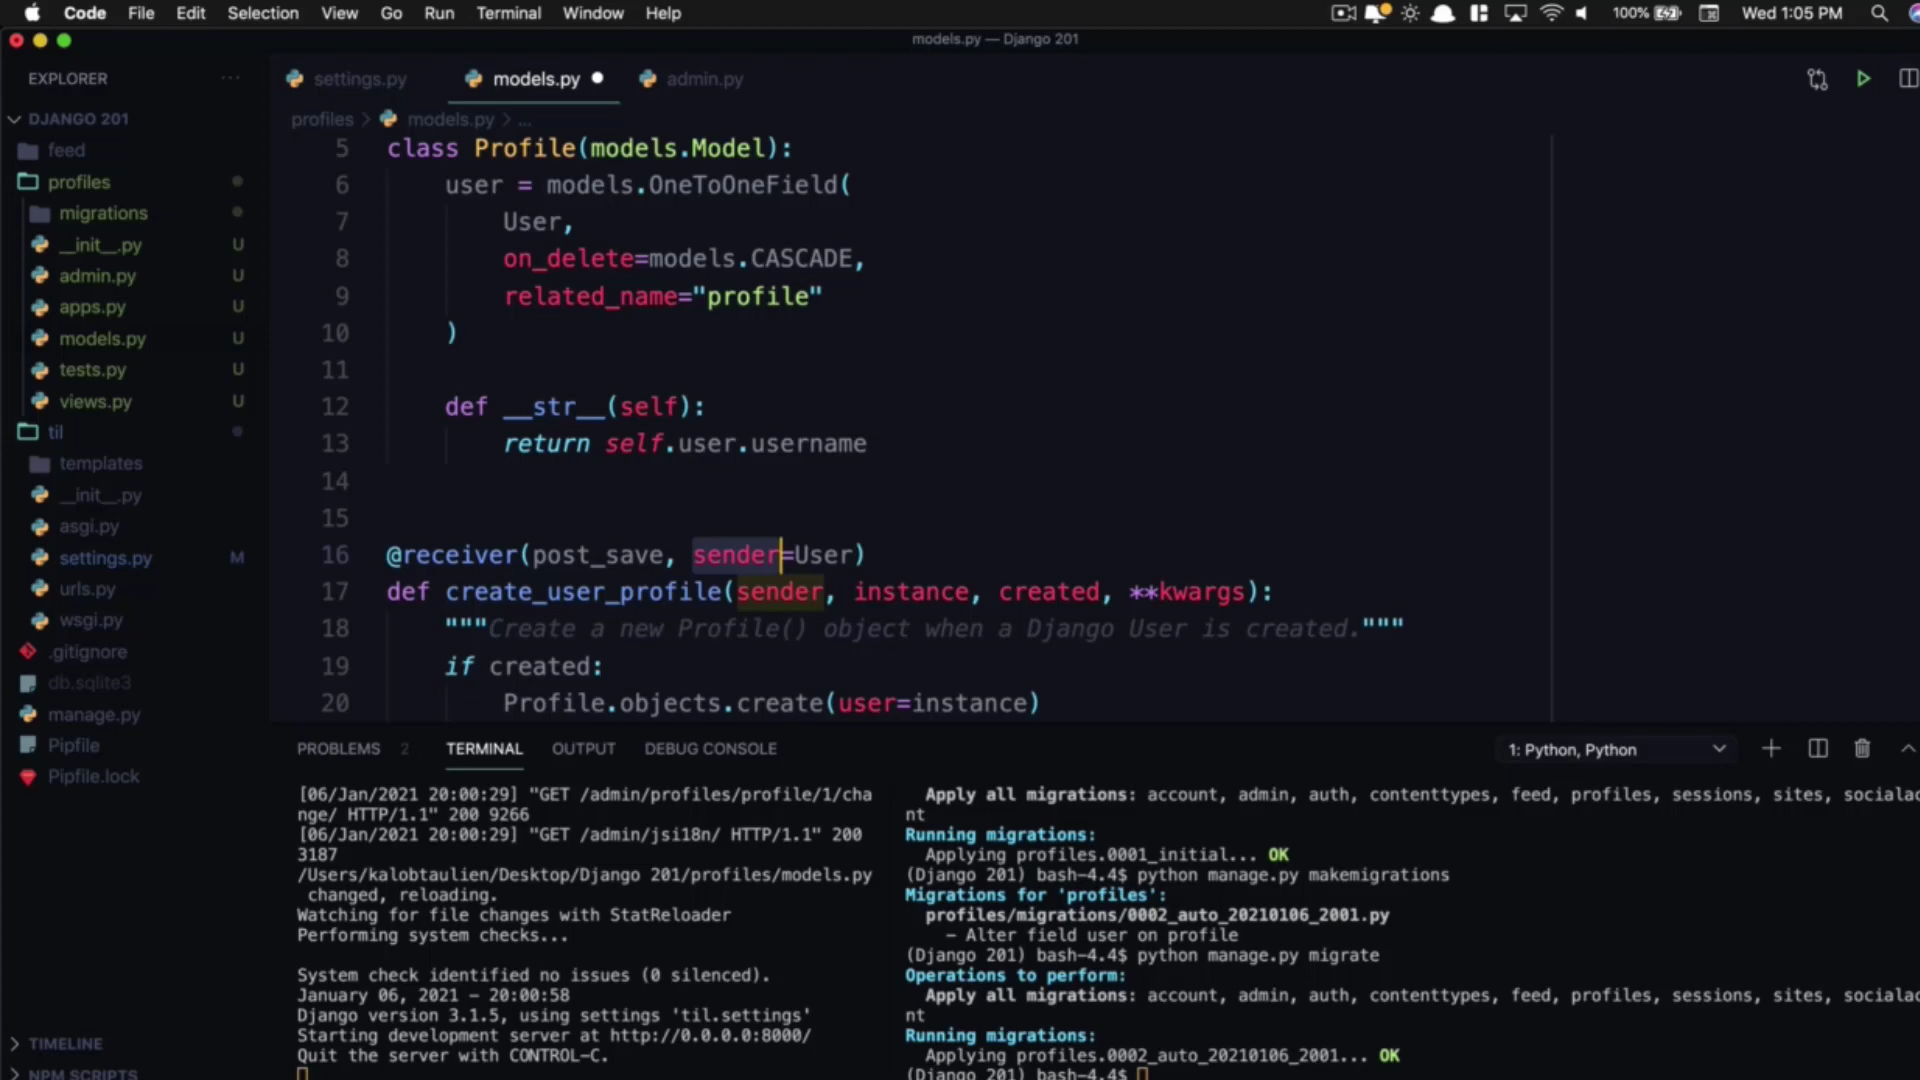 Code File Edit Selection View Go Run Terminal Window Help 100% Wed 1:05 PM
models.py — Django 201
EXPLORER ...
settings.py models.py admin.py
DJANGO 201
profiles > models.py > ...
feed
profiles
migrations
__init__.py U
admin.py U
apps.py U
models.py U
tests.py U
views.py U
til
templates
__init__.py
asgi.py
settings.py M
urls.py
wsgi.py
.gitignore
db.sqlite3
manage.py
Pipfile
Pipfile.lock
TIMELINE
NPM SCRIPTS
5 class Profile(models.Model):
6 user = models.OneToOneField(
7 User,
8 on_delete=models.CASCADE,
9 related_name="profile"
10 )
11
12 def __str__(self):
13 return self.user.username
14
15
16 @receiver(post_save, sender=User)
17 def create_user_profile(sender, instance, created, **kwargs):
18 """Create a new Profile() object when a Django User is created."""
19 if created:
20 Profile.objects.create(user=instance)
PROBLEMS 2 TERMINAL OUTPUT DEBUG CONSOLE 1: Python, Python
[06/Jan/2021 20:00:29] "GET /admin/profiles/profile/1/cha
nge/ HTTP/1.1" 200 9266
[06/Jan/2021 20:00:29] "GET /admin/jsi18n/ HTTP/1.1" 200
3187
/Users/kalobtaulien/Desktop/Django 201/profiles/models.py
changed, reloading.
Watching for file changes with StatReloader
Performing system checks...
System check identified no issues (0 silenced).
January 06, 2021 - 20:00:58
Django version 3.1.5, using settings 'til.settings'
Starting development server at http://0.0.0.0:8000/
Quit the server with CONTROL-C.
Apply all migrations: account, admin, auth, contenttypes, feed, profiles, sessions, sites, socialac
nt
Running migrations:
Applying profiles.0001_initial... OK
(Django 201) bash-4.4$ python manage.py makemigrations
Migrations for 'profiles':
profiles/migrations/0002_auto_20210106_2001.py
- Alter field user on profile
(Django 201) bash-4.4$ python manage.py migrate
Operations to perform:
Apply all migrations: account, admin, auth, contenttypes, feed, profiles, sessions, sites, socialac
nt
Running migrations:
Applying profiles.0002_auto_20210106_2001... OK
(Django 201) bash-4.4$